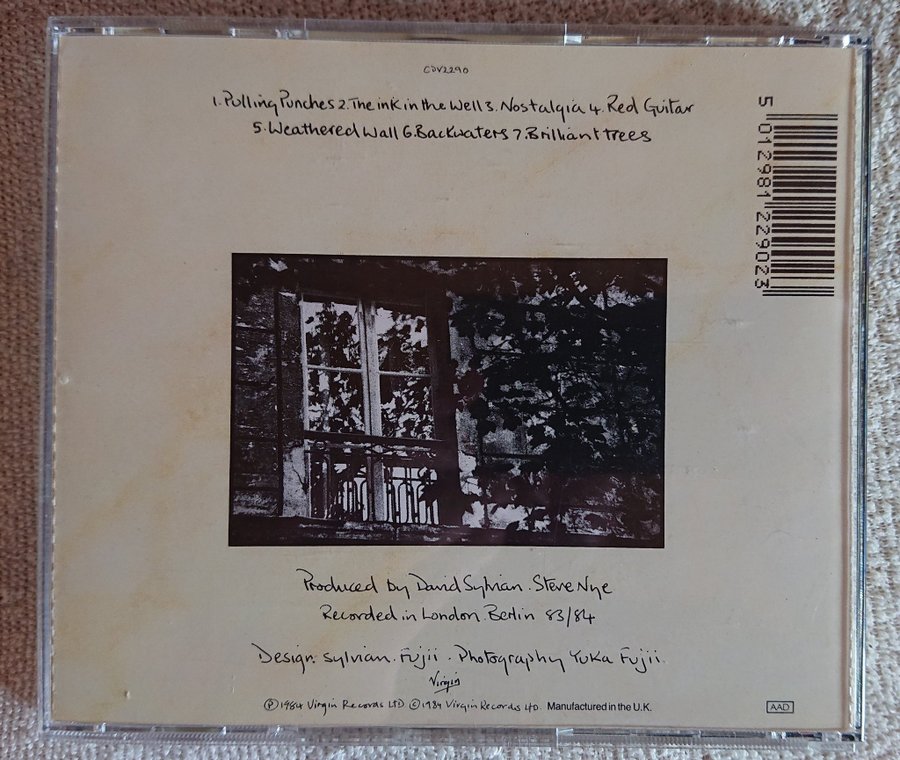 CDV2290
1. Pulling Punches 2. The ink in the Well 3. Nostalgia 4. Red Guitar
5. Weathered Wall 6. Backwaters 7. Brilliant trees
5 012981 229023
Produced by David Sylvian . Steve Nye
Recorded in London . Berlin 83/84
Design . Sylvian . Fujii . Photography Yuka Fujii .
Virgin
Ⓟ 1984 Virgin Records LTD © 1984 Virgin Records LTD. Manufactured in the U.K.
AAD